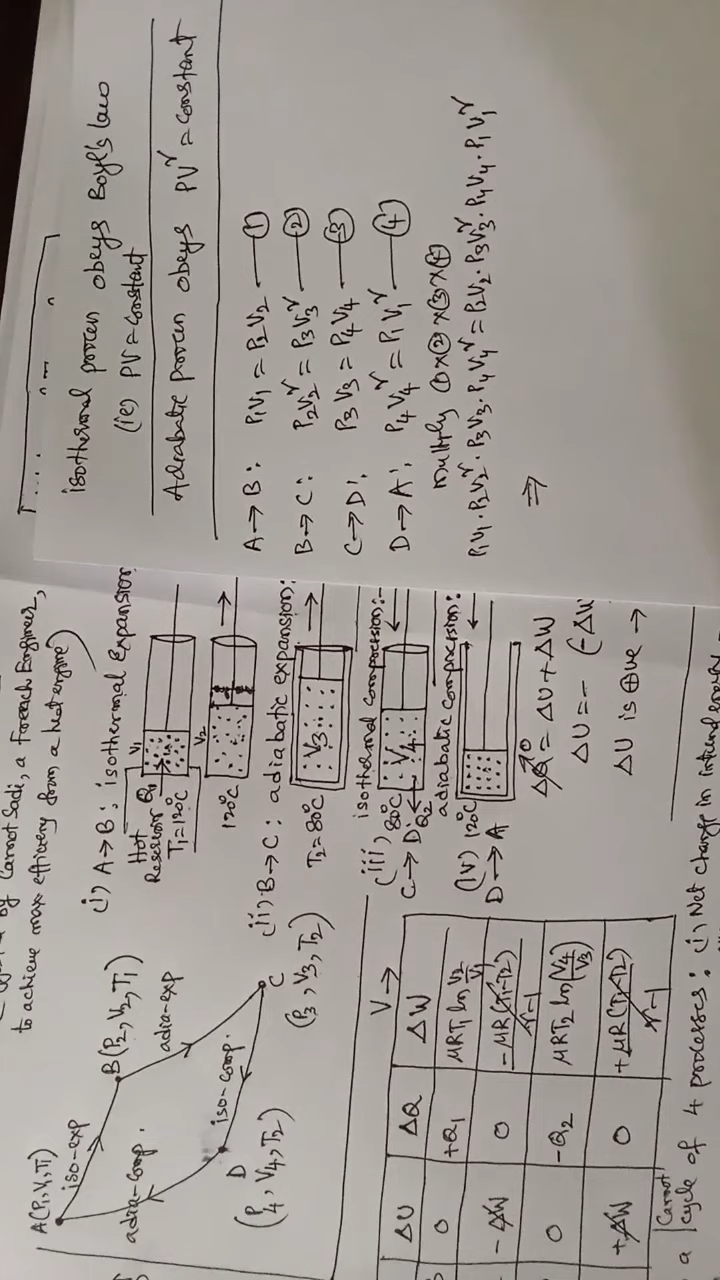 by Carnot Sadi, a French Engineer,
to achieve max efficiency from a heat engine)
A(P₁,V₁,T₁)
iso-exp
B(P₂,V₂,T₁)
adia-exp
adia-comp.
iso-comp.
C
(P₃,V₃,T₂)
D
(P₄,V₄,T₂)
V→
ΔU ΔQ ΔW
0 +Q₁ μRT₁ ln V₂/V₁
-ΔW 0 -μR(T₁-T₂)/γ-1
0 -Q₂ μRT₂ ln(V₄/V₃)
+ΔW 0 +μR(T₁-T₂)/γ-1
(i) A→B: isothermal Expansion
V₁
Hot
Reservoir Q₁
T₁=120°C
V₂
120°C
(ii) B→C: adiabatic expansion:
T₂=80°C
V₃
(iii) isothermal compression:-
C→D
80°C
Q₂
V₄
adiabatic compression:
(iv) 120°C
D→A
ΔQ⁰ = ΔU+ΔW
ΔU = -(-ΔW
ΔU is ⊕ve →
a Carnot cycle of 4 processes: (i) Net change in internal energy
isothermal process obeys Boyl's law
(ie) PV=constant
Adiabatic process obeys PV^γ = constant
A→B: P₁V₁ = P₂V₂ — ①
B→C: P₂V₂^γ = P₃V₃^γ — ②
C→D: P₃V₃ = P₄V₄ — ③
D→A: P₄V₄^γ = P₁V₁^γ — ④
multiply ①×②×③×④
P₁V₁·P₂V₂^γ·P₃V₃·P₄V₄^γ = P₂V₂·P₃V₃^γ·P₄V₄·P₁V₁^γ
⇒